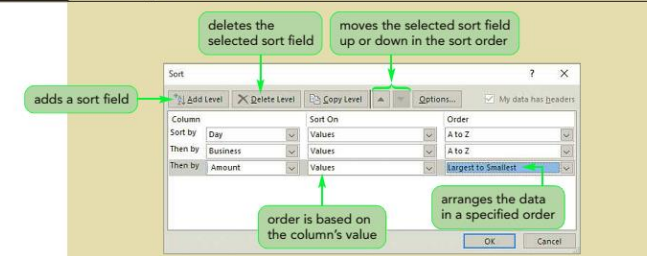 deletes the
selected sort field
moves the selected sort field
up or down in the sort order
adds a sort field
Sort ? X
Add Level Delete Level Copy Level Options... My data has headers
Column Sort On Order
Sort by Day Values A to Z
Then by Business Values A to Z
Then by Amount Values Largest to Smallest
order is based on
the column's value
arranges the data
in a specified order
OK Cancel